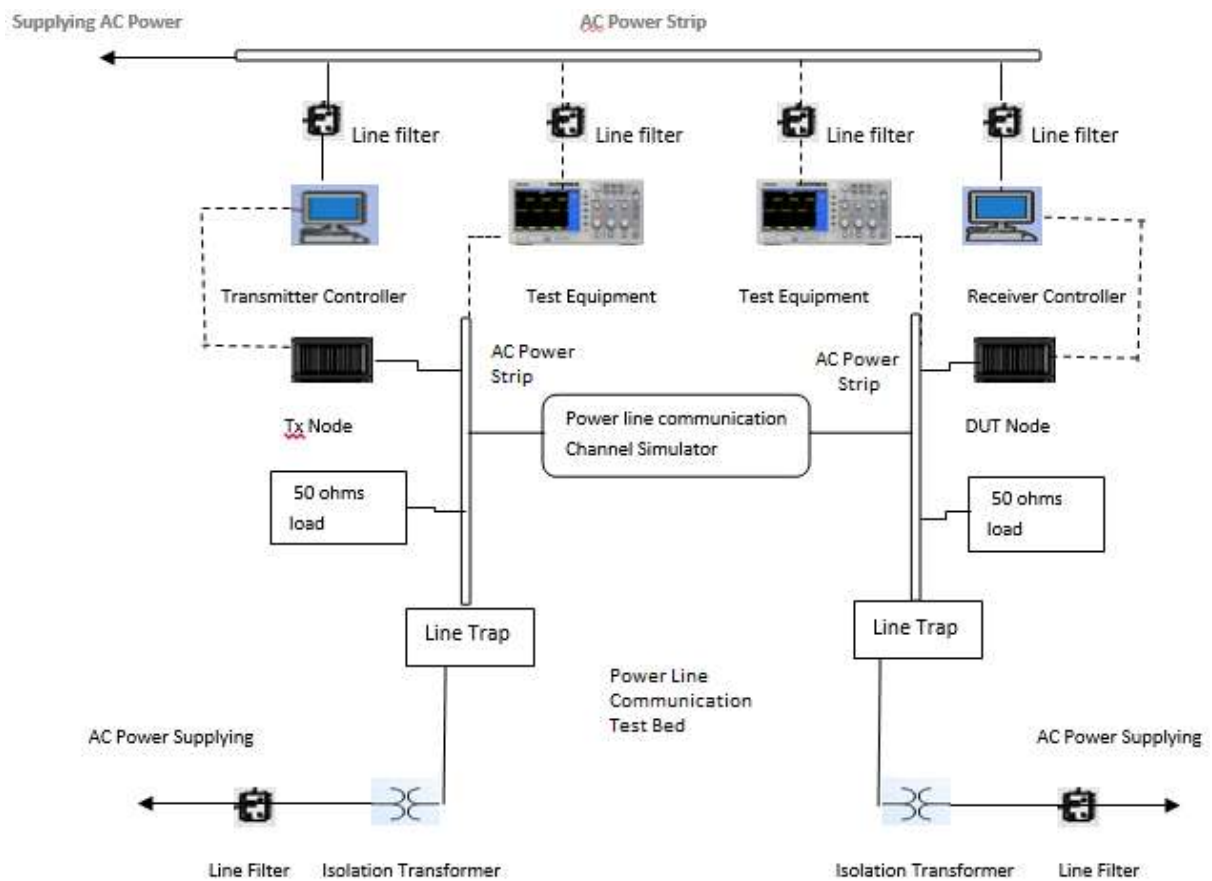 Supplying AC Power
AC Power Strip
Line filter
Line filter
Line filter
Line filter
Transmitter Controller
Test Equipment
Test Equipment
Receiver Controller
AC Power
Strip
AC Power
Strip
Tx Node
Power line communication
Channel Simulator
DUT Node
50 ohms
load
50 ohms
load
Line Trap
Line Trap
Power Line
Communication
Test Bed
AC Power Supplying
AC Power Supplying
Line Filter
Isolation Transformer
Isolation Transformer
Line Filter